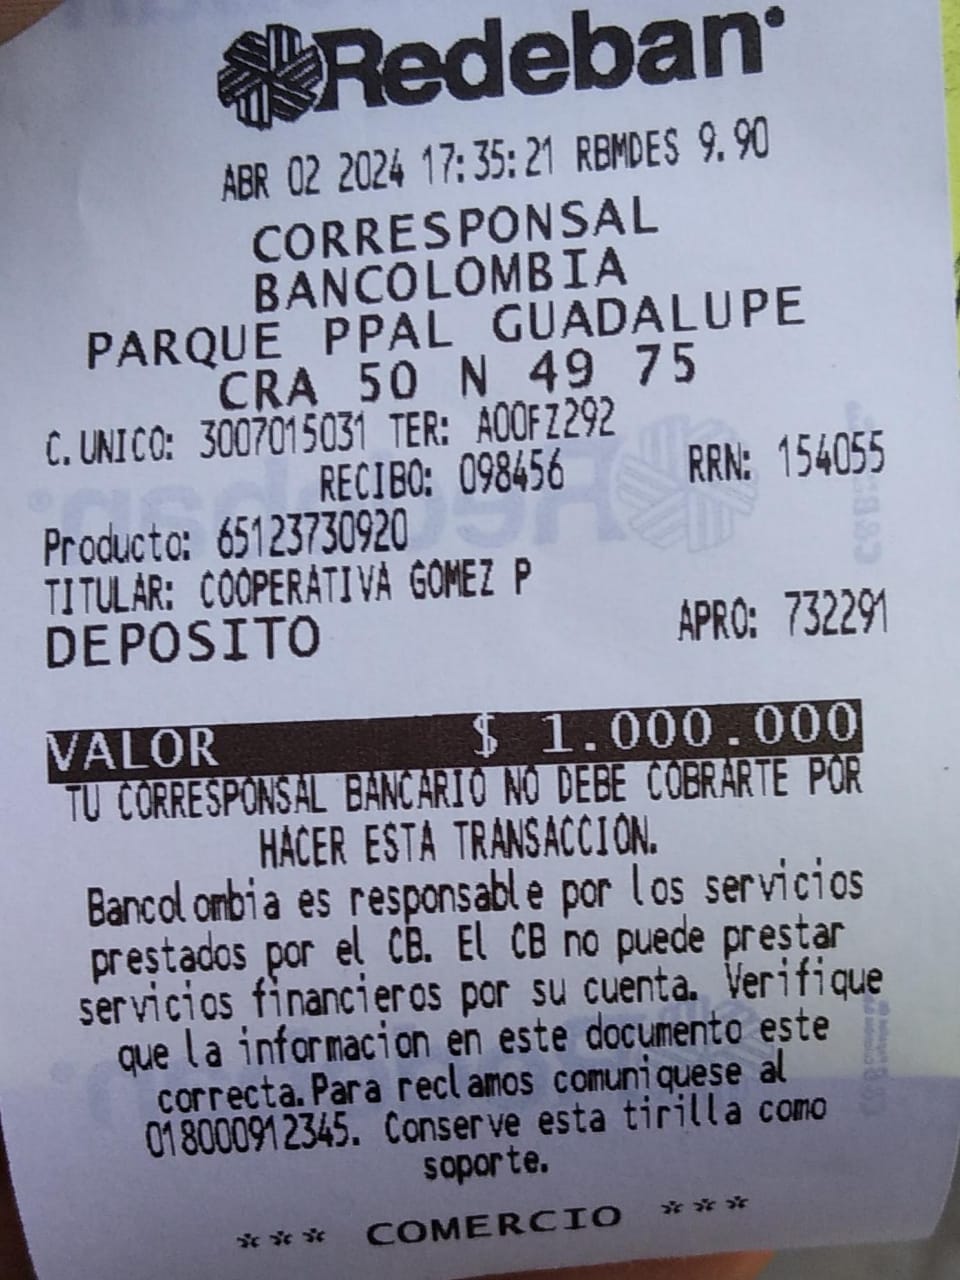 Redeban
ABR 02 2024 17:35:21 RBMDES 9.90
CORRESPONSAL
BANCOLOMBIA
PARQUE PPAL GUADALUPE
CRA 50 N 49 75
C.UNICO: 3007015031 TER: A00FZ292
RECIBO: 098456 RRN: 154055
Producto: 65123730920
TITULAR: COOPERATIVA GOMEZ P
DEPOSITO APRO: 732291
VALOR $ 1.000.000
TU CORRESPONSAL BANCARIO NO DEBE COBRARTE POR
HACER ESTA TRANSACCION.
Bancolombia es responsable por los servicios
prestados por el CB. El CB no puede prestar
servicios financieros por su cuenta. Verifique
que la informacion en este documento este
correcta.Para reclamos comuniquese al
018000912345. Conserve esta tirilla como
soporte.
*** COMERCIO ***